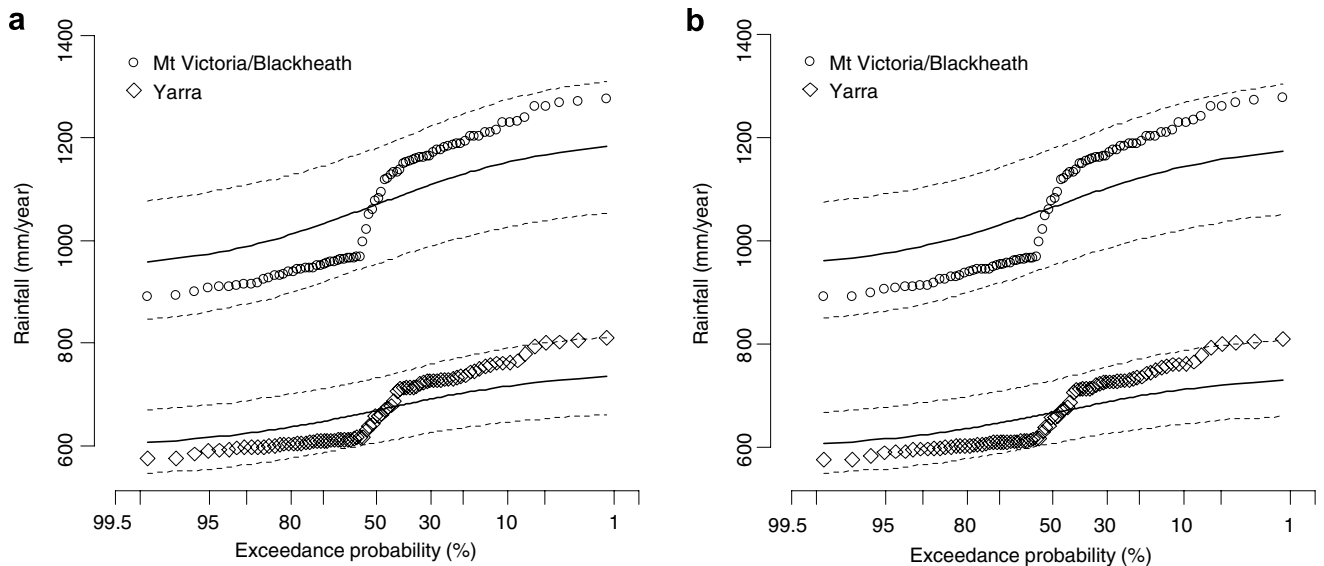 a
Mt Victoria/Blackheath
Yarra
Rainfall (mm/year)
1400
1200
1000
800
600
99.5 95 80 50 30 10 1
Exceedance probability (%)
b
Mt Victoria/Blackheath
Yarra
Rainfall (mm/year)
1400
1200
1000
800
600
99.5 95 80 50 30 10 1
Exceedance probability (%)